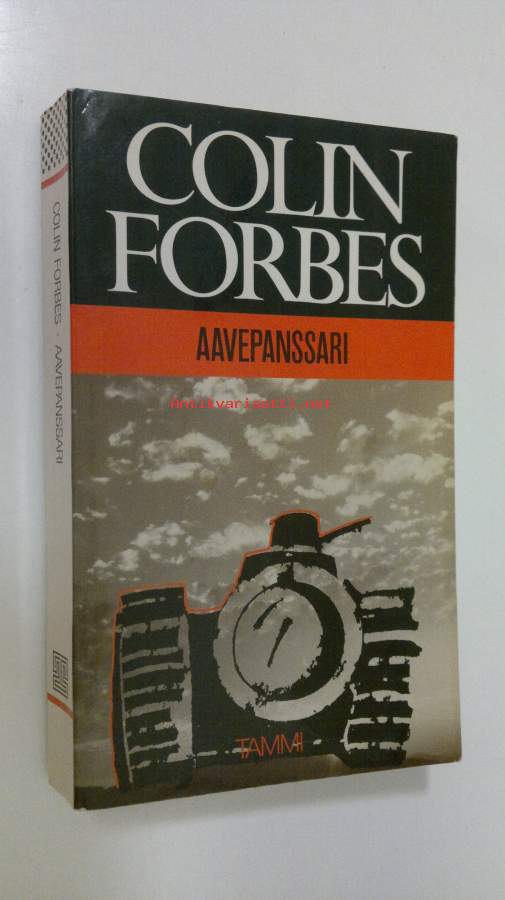 COLIN
FORBES
AAVEPANSSARI
Antikvariaatti.net
TAMMI
COLIN FORBES · AAVEPANSSARI